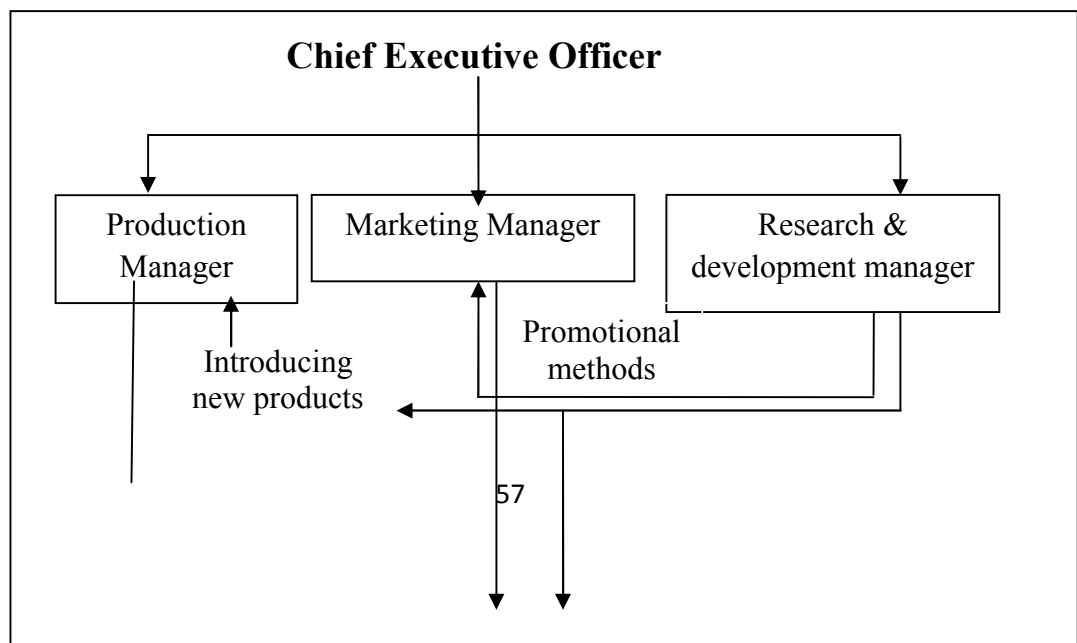 Chief Executive Officer
Production
Manager
Marketing Manager
Research &
development manager
Promotional
methods
Introducing
new products
57